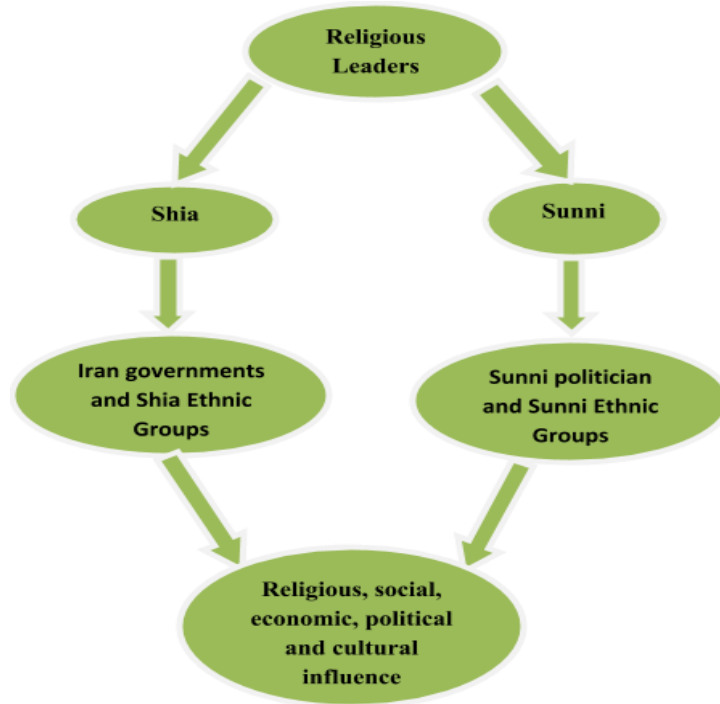 Religious
Leaders
Shia
Sunni
Iran governments
and Shia Ethnic
Groups
Sunni politician
and Sunni Ethnic
Groups
Religious, social,
economic, political
and cultural
influence